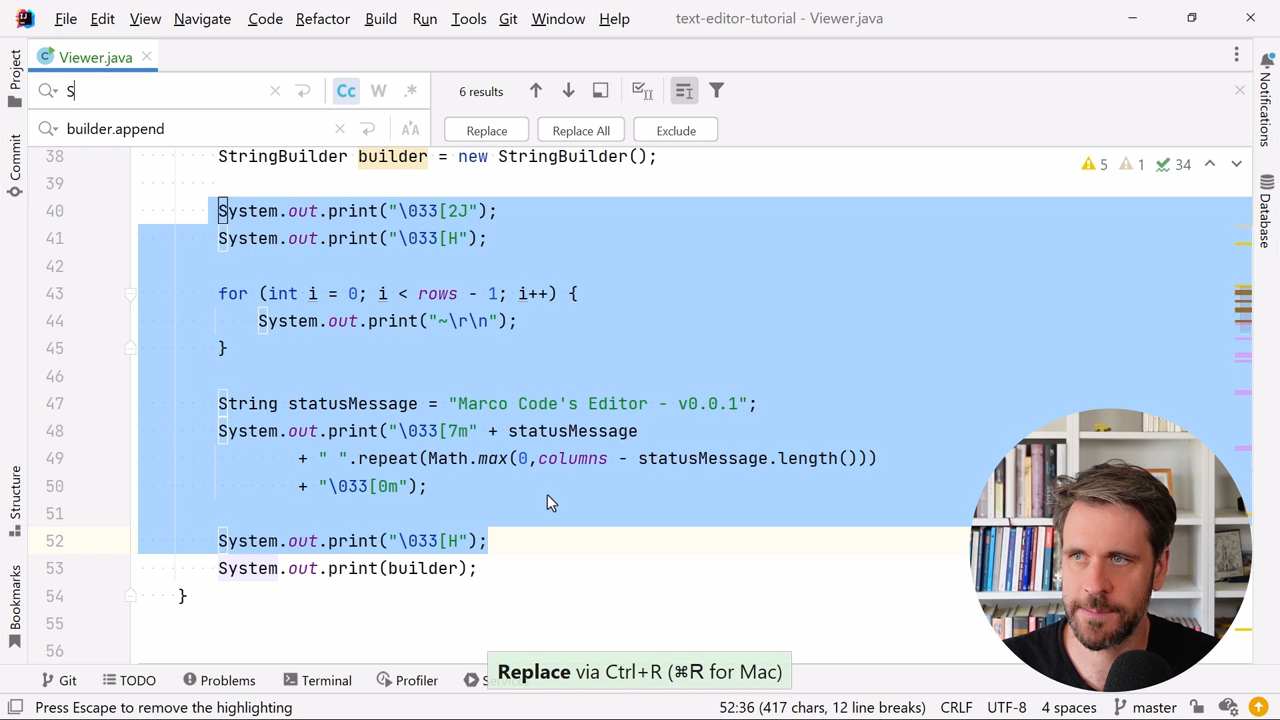 File Edit View Navigate Code Refactor Build Run Tools Git Window Help text-editor-tutorial - Viewer.java
Viewer.java
S Cc W .* 6 results
builder.append Replace Replace All Exclude
38 StringBuilder builder = new StringBuilder(); 5 1 34
39
40 System.out.print("\033[2J");
41 System.out.print("\033[H");
42
43 for (int i = 0; i < rows - 1; i++) {
44 System.out.print("~\r\n");
45 }
46
47 String statusMessage = "Marco Code's Editor - v0.0.1";
48 System.out.print("\033[7m" + statusMessage
49 + " ".repeat(Math.max(0,columns - statusMessage.length()))
50 + "\033[0m");
51
52 System.out.print("\033[H");
53 System.out.print(builder);
54 }
55
56
Project
Commit
Structure
Bookmarks
Notifications
Database
Replace via Ctrl+R (⌘R for Mac)
Git TODO Problems Terminal Profiler
Press Escape to remove the highlighting 52:36 (417 chars, 12 line breaks) CRLF UTF-8 4 spaces master